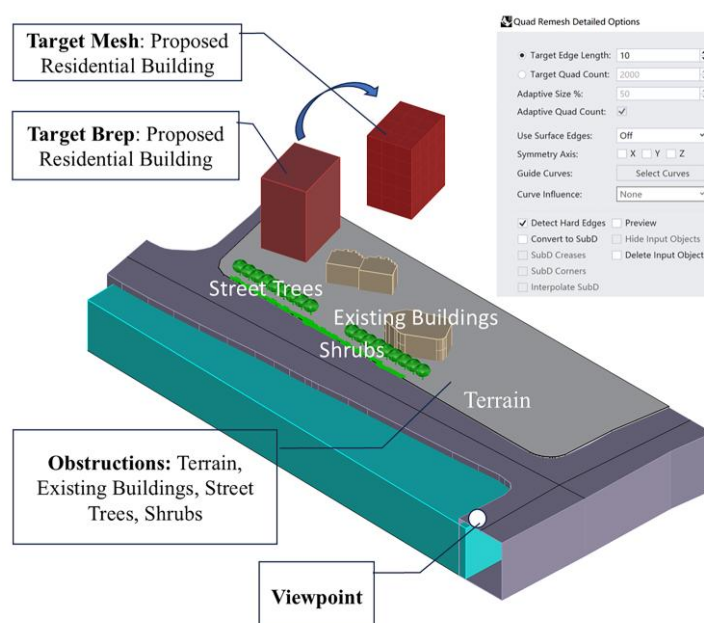 Target Mesh: Proposed
Residential Building
Target Brep: Proposed
Residential Building
Quad Remesh Detailed Options
Target Edge Length: 10
Target Quad Count: 2000
Adaptive Size %: 50
Adaptive Quad Count:
Use Surface Edges: Off
Symmetry Axis: X Y Z
Guide Curves: Select Curves
Curve Influence: None
Detect Hard Edges Preview
Convert to SubD Hide Input Objects
SubD Creases Delete Input Object
SubD Corners
Interpolate SubD
Street Trees
Existing Buildings
Shrubs
Terrain
Obstructions: Terrain,
Existing Buildings, Street
Trees, Shrubs
Viewpoint